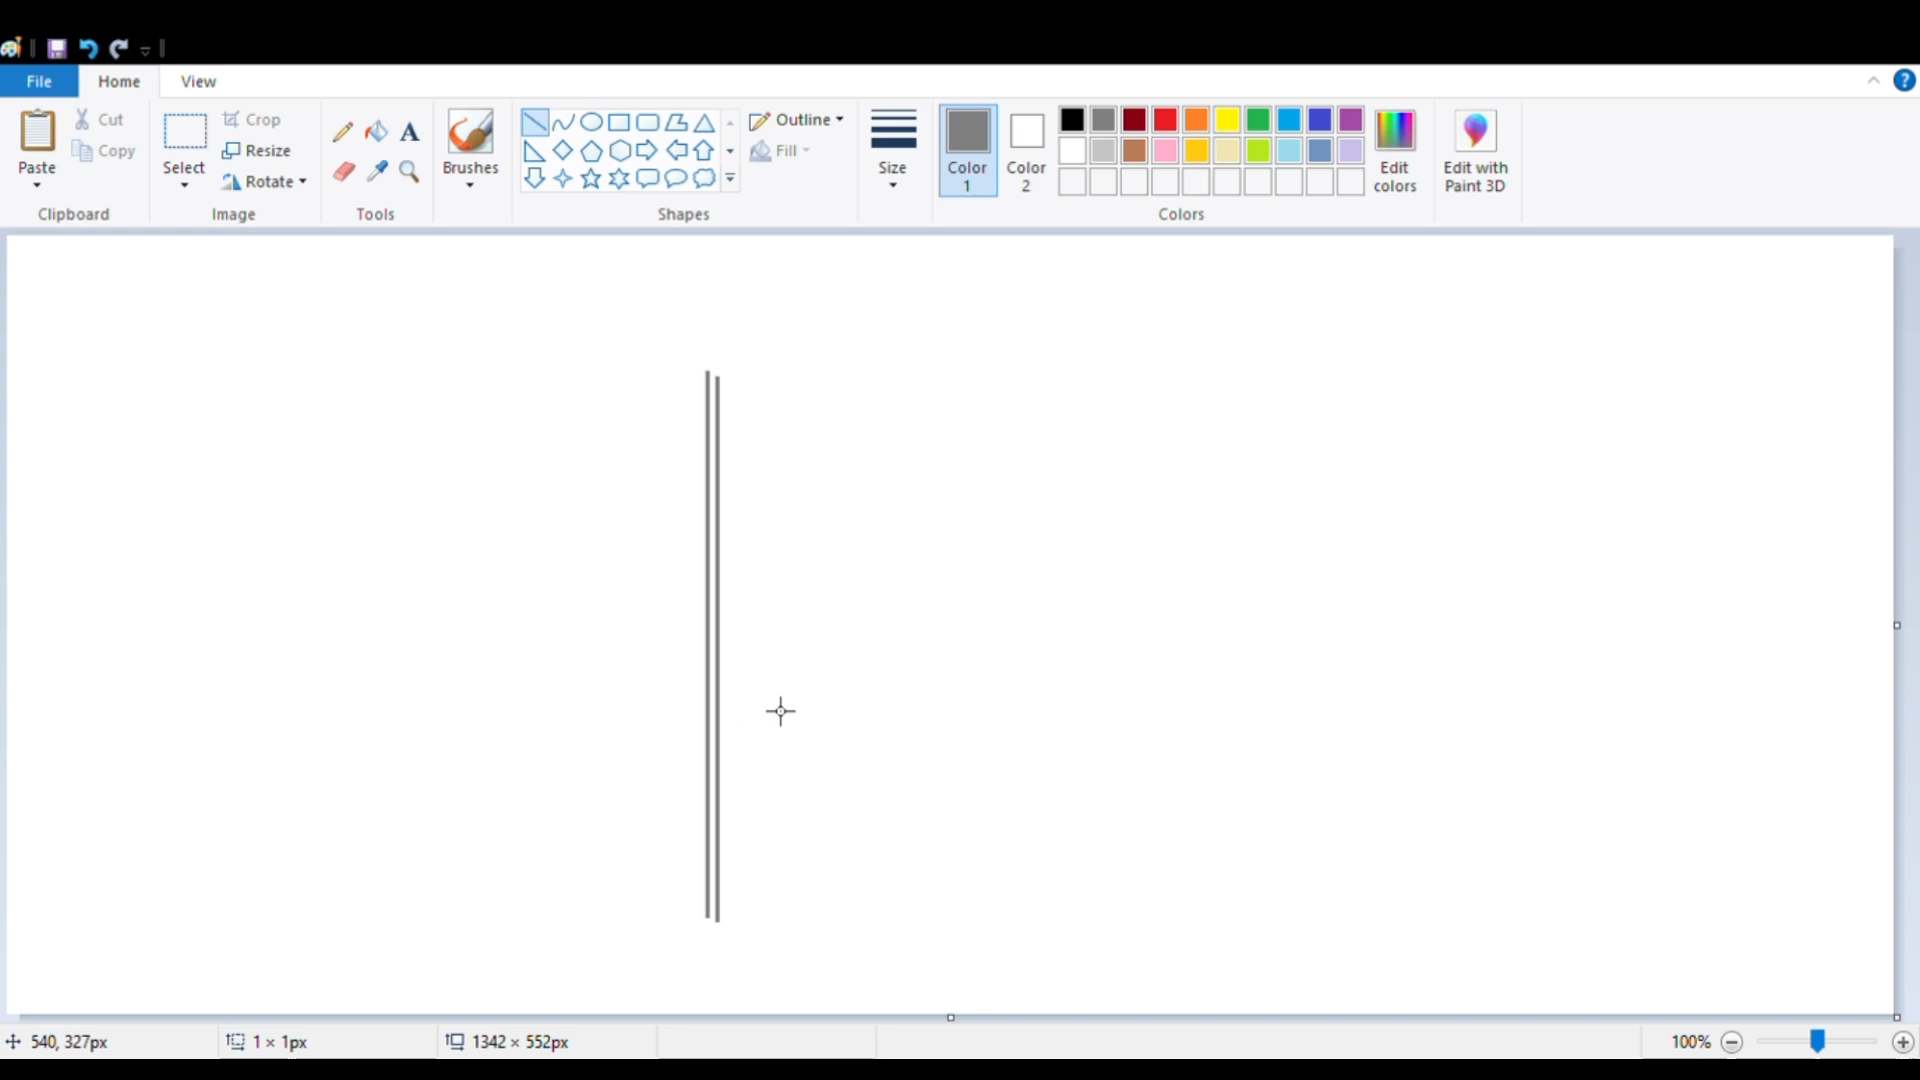 File Home View ?
Paste Cut Copy Select Crop Resize Rotate A Brushes Outline Fill Size Color 1 Color 2 Edit colors Edit with Paint 3D
Clipboard Image Tools Shapes Colors
540, 327px 1 × 1px 1342 × 552px 100%